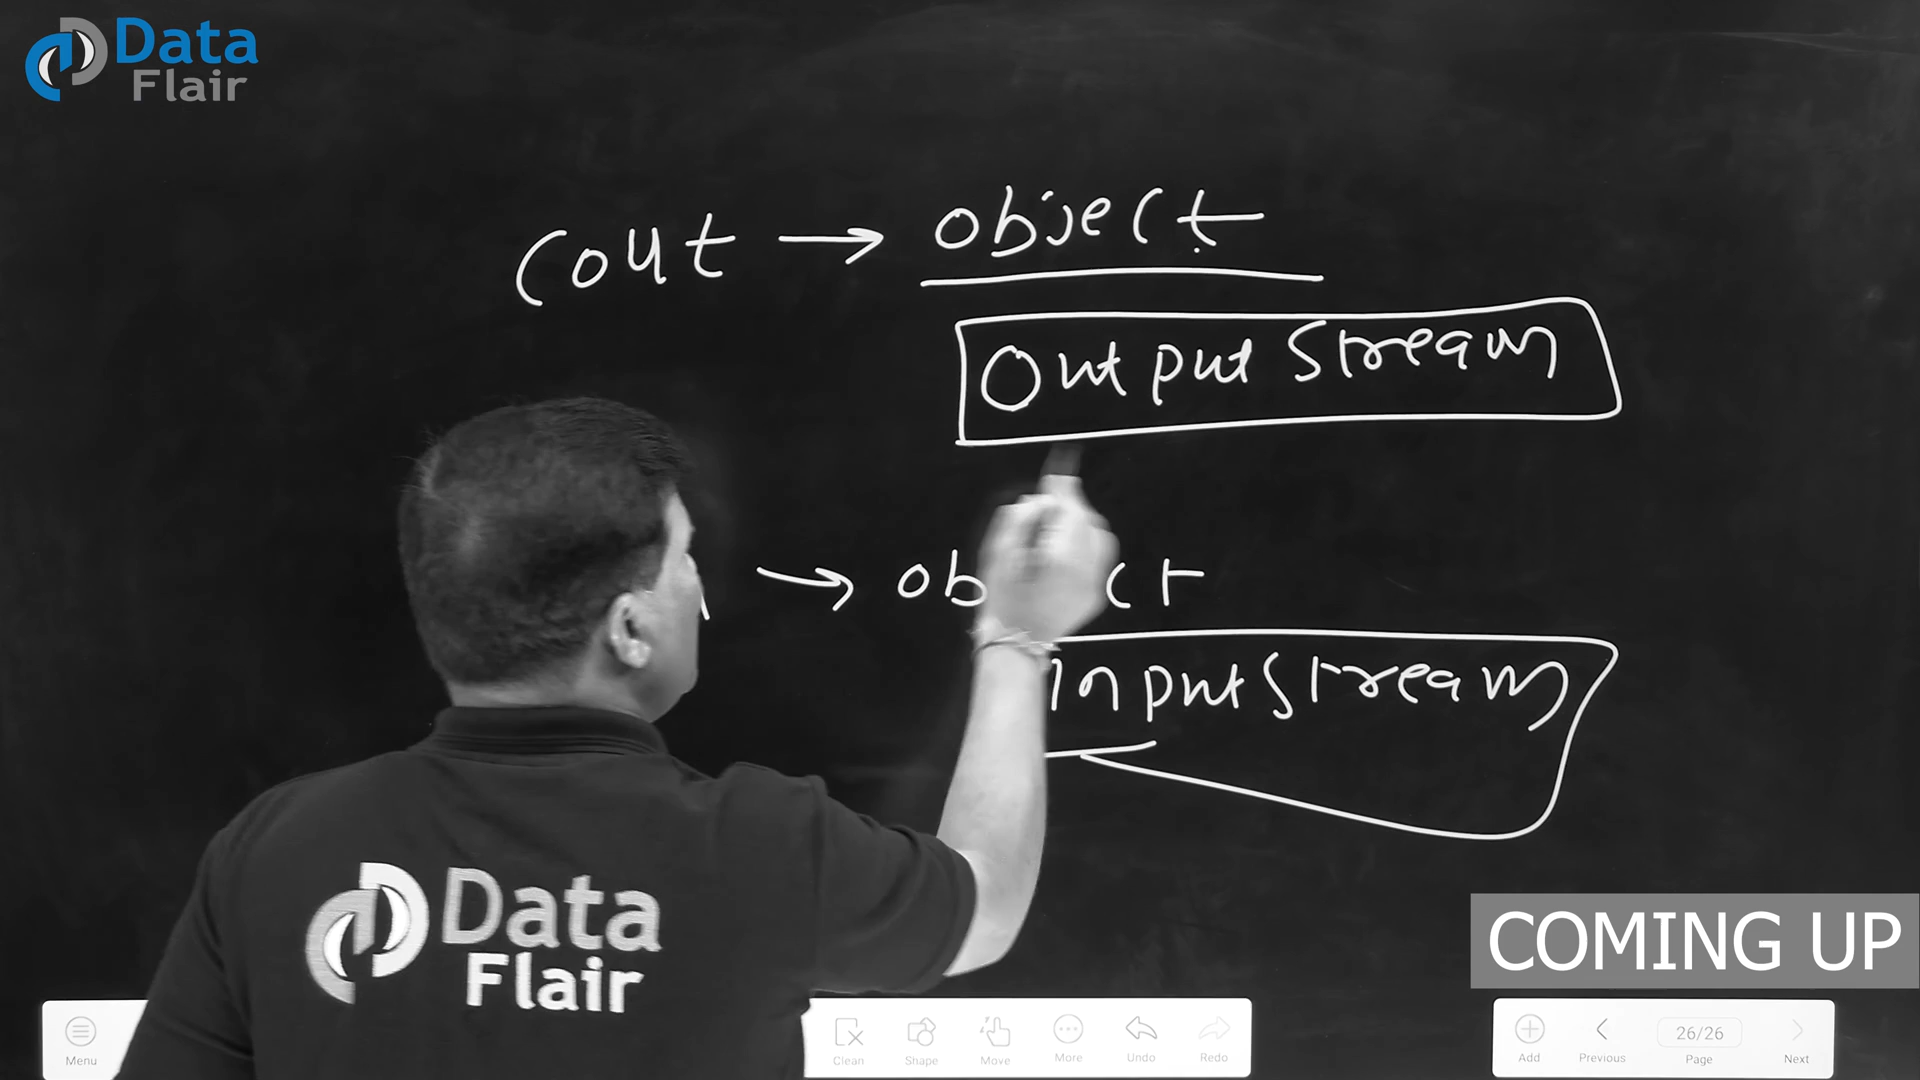 Data
Flair
cout → object
Output Stream
→ ob ct
Input Stream
Data
Flair
COMING UP
Menu
Clean
Shape
Move
More
Undo
Redo
Add
Previous
26/26
Page
Next